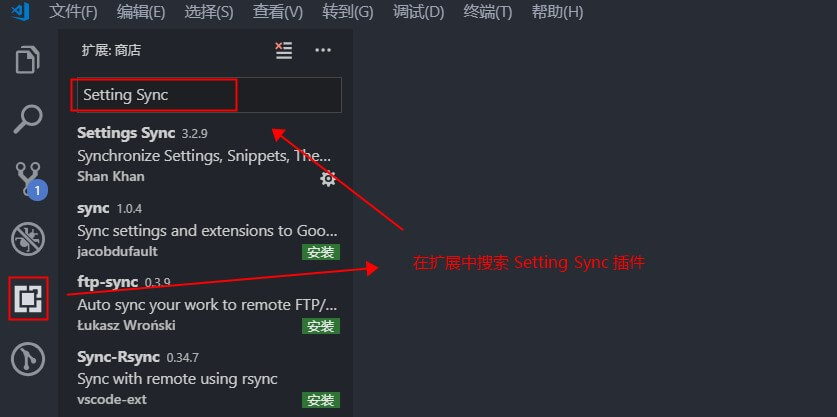 文件(F) 编辑(E) 选择(S) 查看(V) 转到(G) 调试(D) 终端(T) 帮助(H)
扩展: 商店
Setting Sync
Settings Sync 3.2.9
Synchronize Settings, Snippets, The...
Shan Khan
sync 1.0.4
Sync settings and extensions to Goo...
jacobdufault 安装
ftp-sync 0.3.9
Auto sync your work to remote FTP/...
Łukasz Wroński 安装
Sync-Rsync 0.34.7
Sync with remote using rsync
vscode-ext 安装
1
在扩展中搜索 Setting Sync 插件